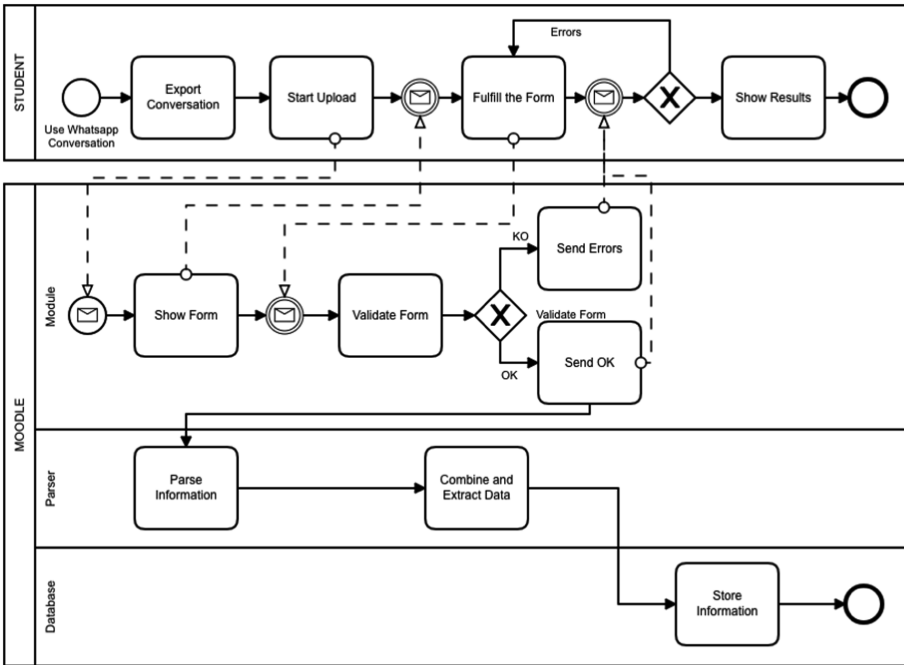 STUDENT
Errors
Export
Conversation
Start Upload
Fulfill the Form
Show Results
Use Whatsapp
Conversation
MOODLE
Module
KO
Send Errors
Show Form
Validate Form
Validate Form
Send OK
OK
Parser
Parse
Information
Combine and
Extract Data
Database
Store
Information